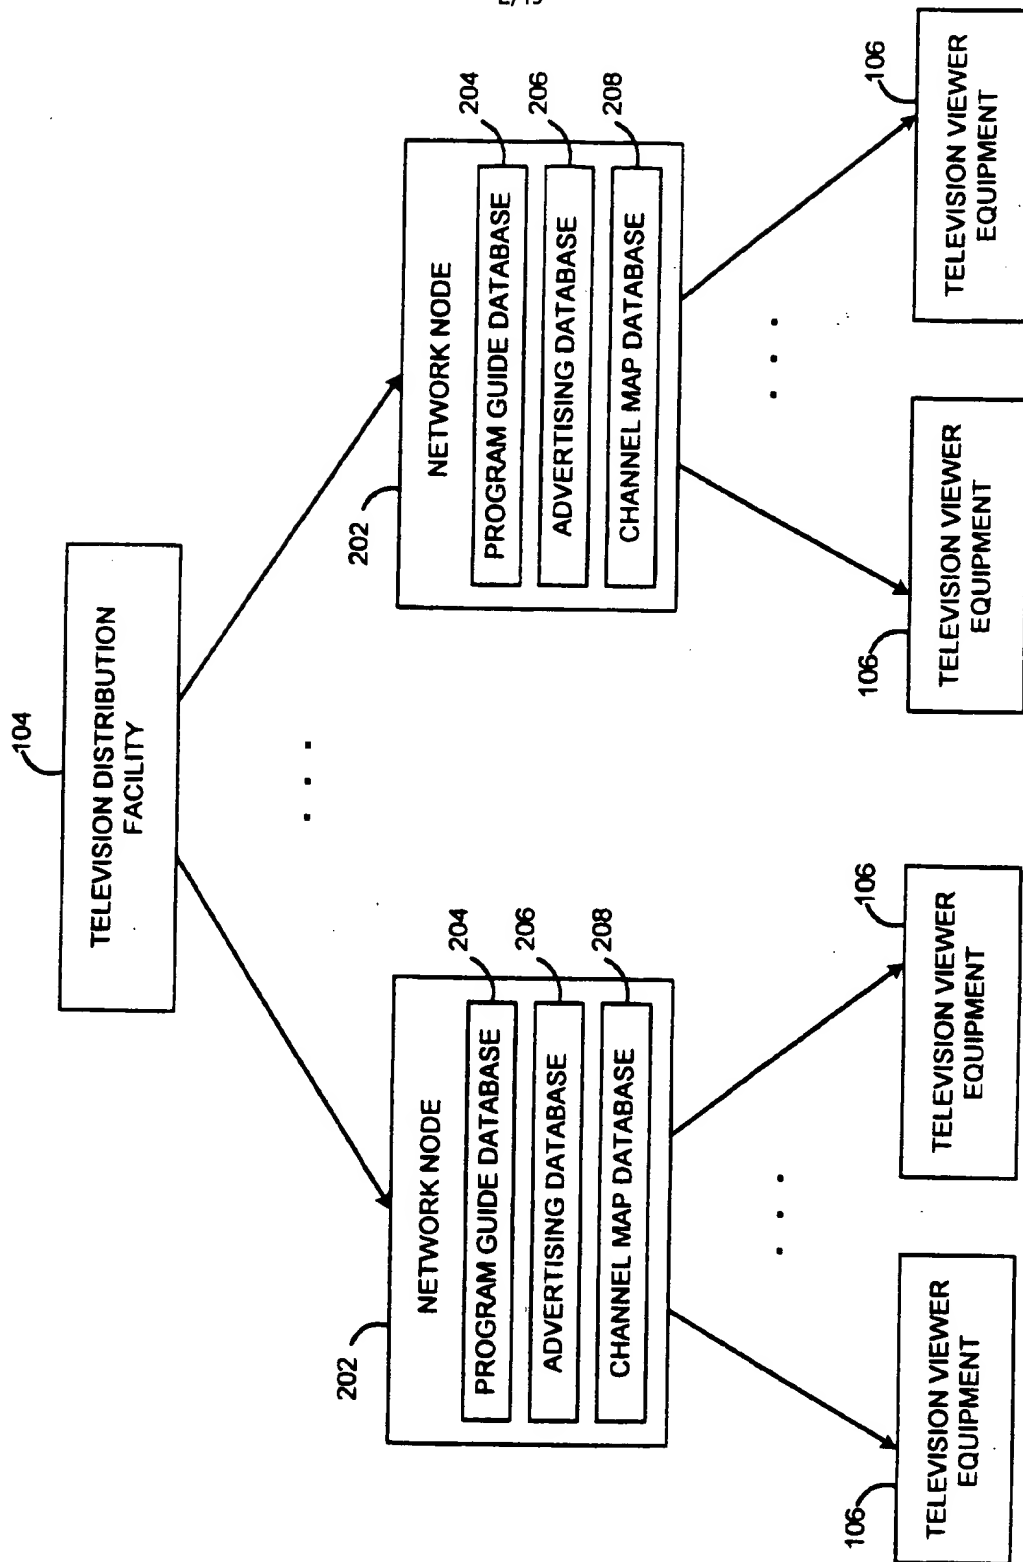 104
TELEVISION DISTRIBUTION
FACILITY
202
NETWORK NODE
PROGRAM GUIDE DATABASE
204
ADVERTISING DATABASE
206
CHANNEL MAP DATABASE
208
202
NETWORK NODE
PROGRAM GUIDE DATABASE
204
ADVERTISING DATABASE
206
CHANNEL MAP DATABASE
208
106
TELEVISION VIEWER
EQUIPMENT
106
TELEVISION VIEWER
EQUIPMENT
106
TELEVISION VIEWER
EQUIPMENT
106
TELEVISION VIEWER
EQUIPMENT